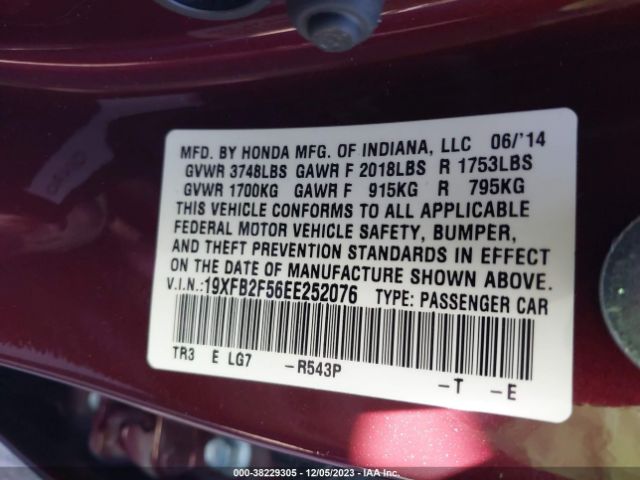 MFD. BY HONDA MFG. OF INDIANA, LLC 06/'14
GVWR 3748LBS GAWR F 2018LBS R 1753LBS
GVWR 1700KG GAWR F 915KG R 795KG
THIS VEHICLE CONFORMS TO ALL APPLICABLE
FEDERAL MOTOR VEHICLE SAFETY, BUMPER,
AND THEFT PREVENTION STANDARDS IN EFFECT
ON THE DATE OF MANUFACTURE SHOWN ABOVE.
V.I.N.:19XFB2F56EE252076 TYPE: PASSENGER CAR
TR3 E LG7 -R543P -T -E
000-38229305 - 12/05/2023 - IAA Inc.